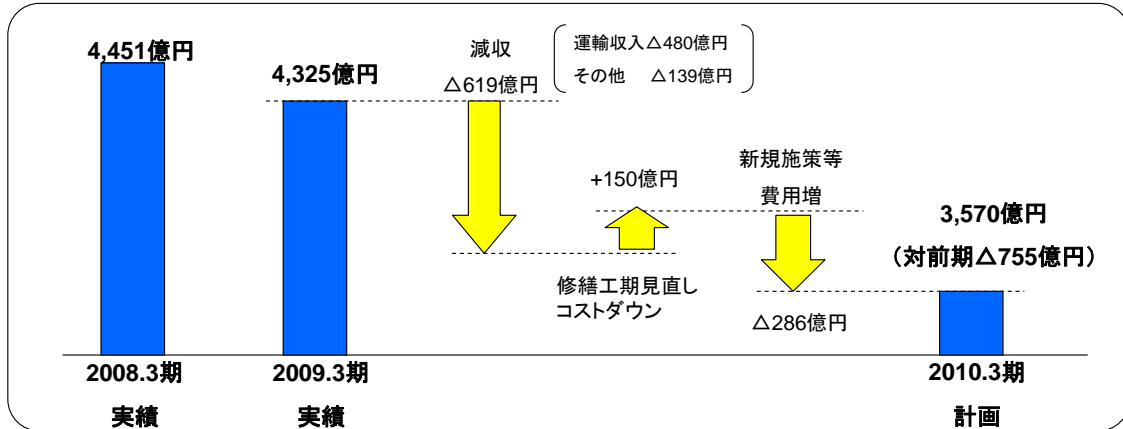 4,451億円
4,325億円
減収
△619億円
運輸収入△480億円
その他 △139億円
+150億円
修繕工期見直し
コストダウン
新規施策等
費用増
△286億円
3,570億円
（対前期△755億円）
2008.3期
実績
2009.3期
実績
2010.3期
計画